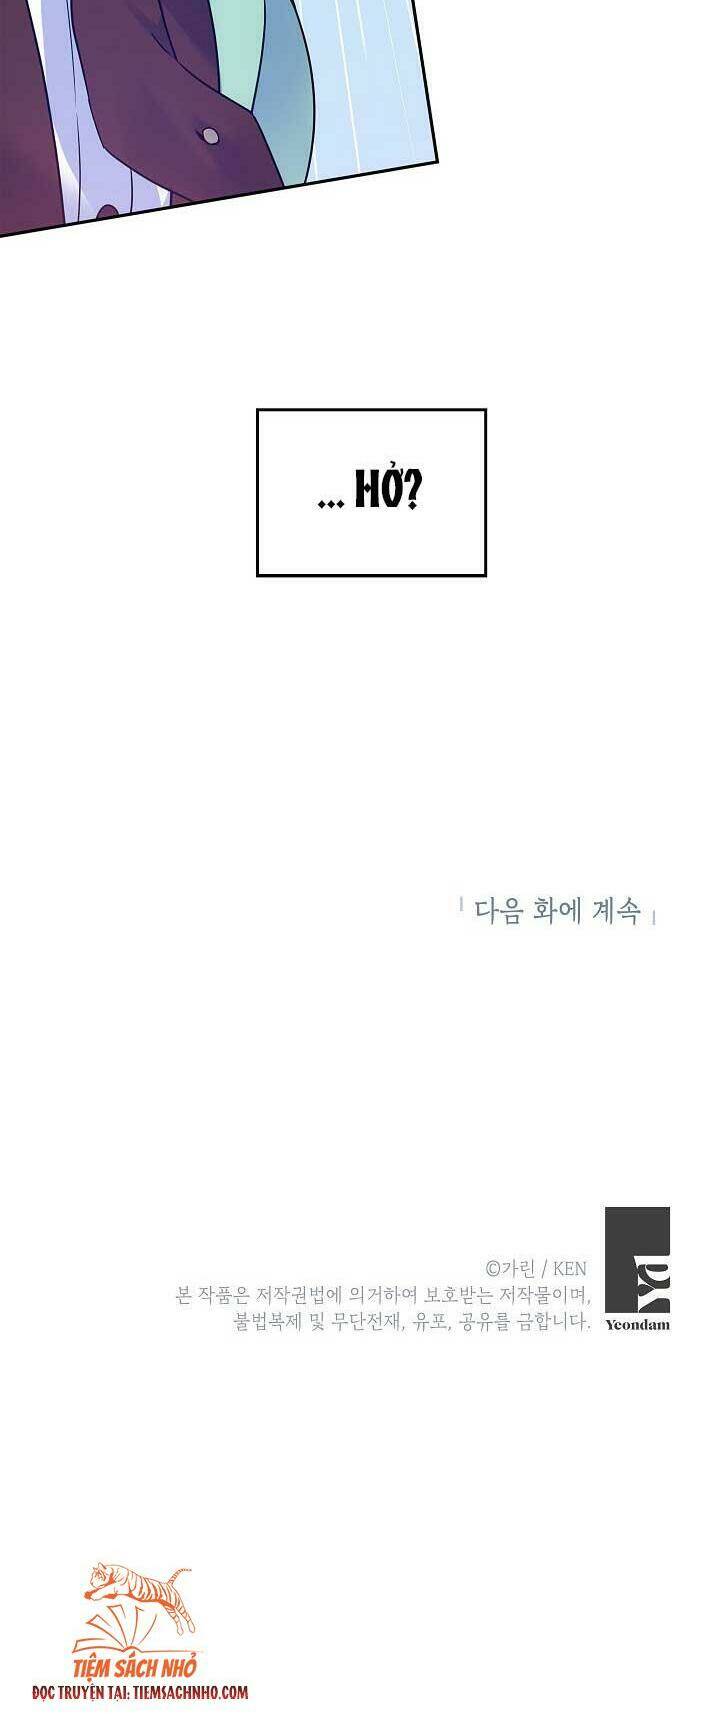 ... HỞ?
다음 화에 계속
©가린 / KEN
본 작품은 저작권법에 의거하여 보호받는 저작물이며,
불법복제 및 무단전재, 유포, 공유를 금합니다.
Ya
Yeondam
TIỆM SÁCH NHỎ
ĐỌC TRUYỆN TẠI: TIEMSACHNHO.COM